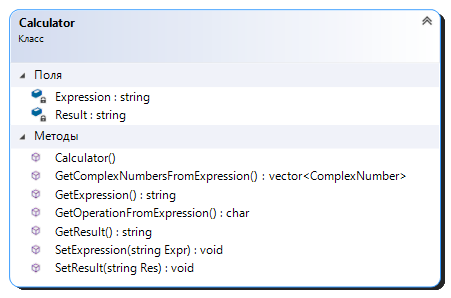 Calculator
Класс
Поля
Expression : string
Result : string
Методы
Calculator()
GetComplexNumbersFromExpression() : vector<ComplexNumber>
GetExpression() : string
GetOperationFromExpression() : char
GetResult() : string
SetExpression(string Expr) : void
SetResult(string Res) : void